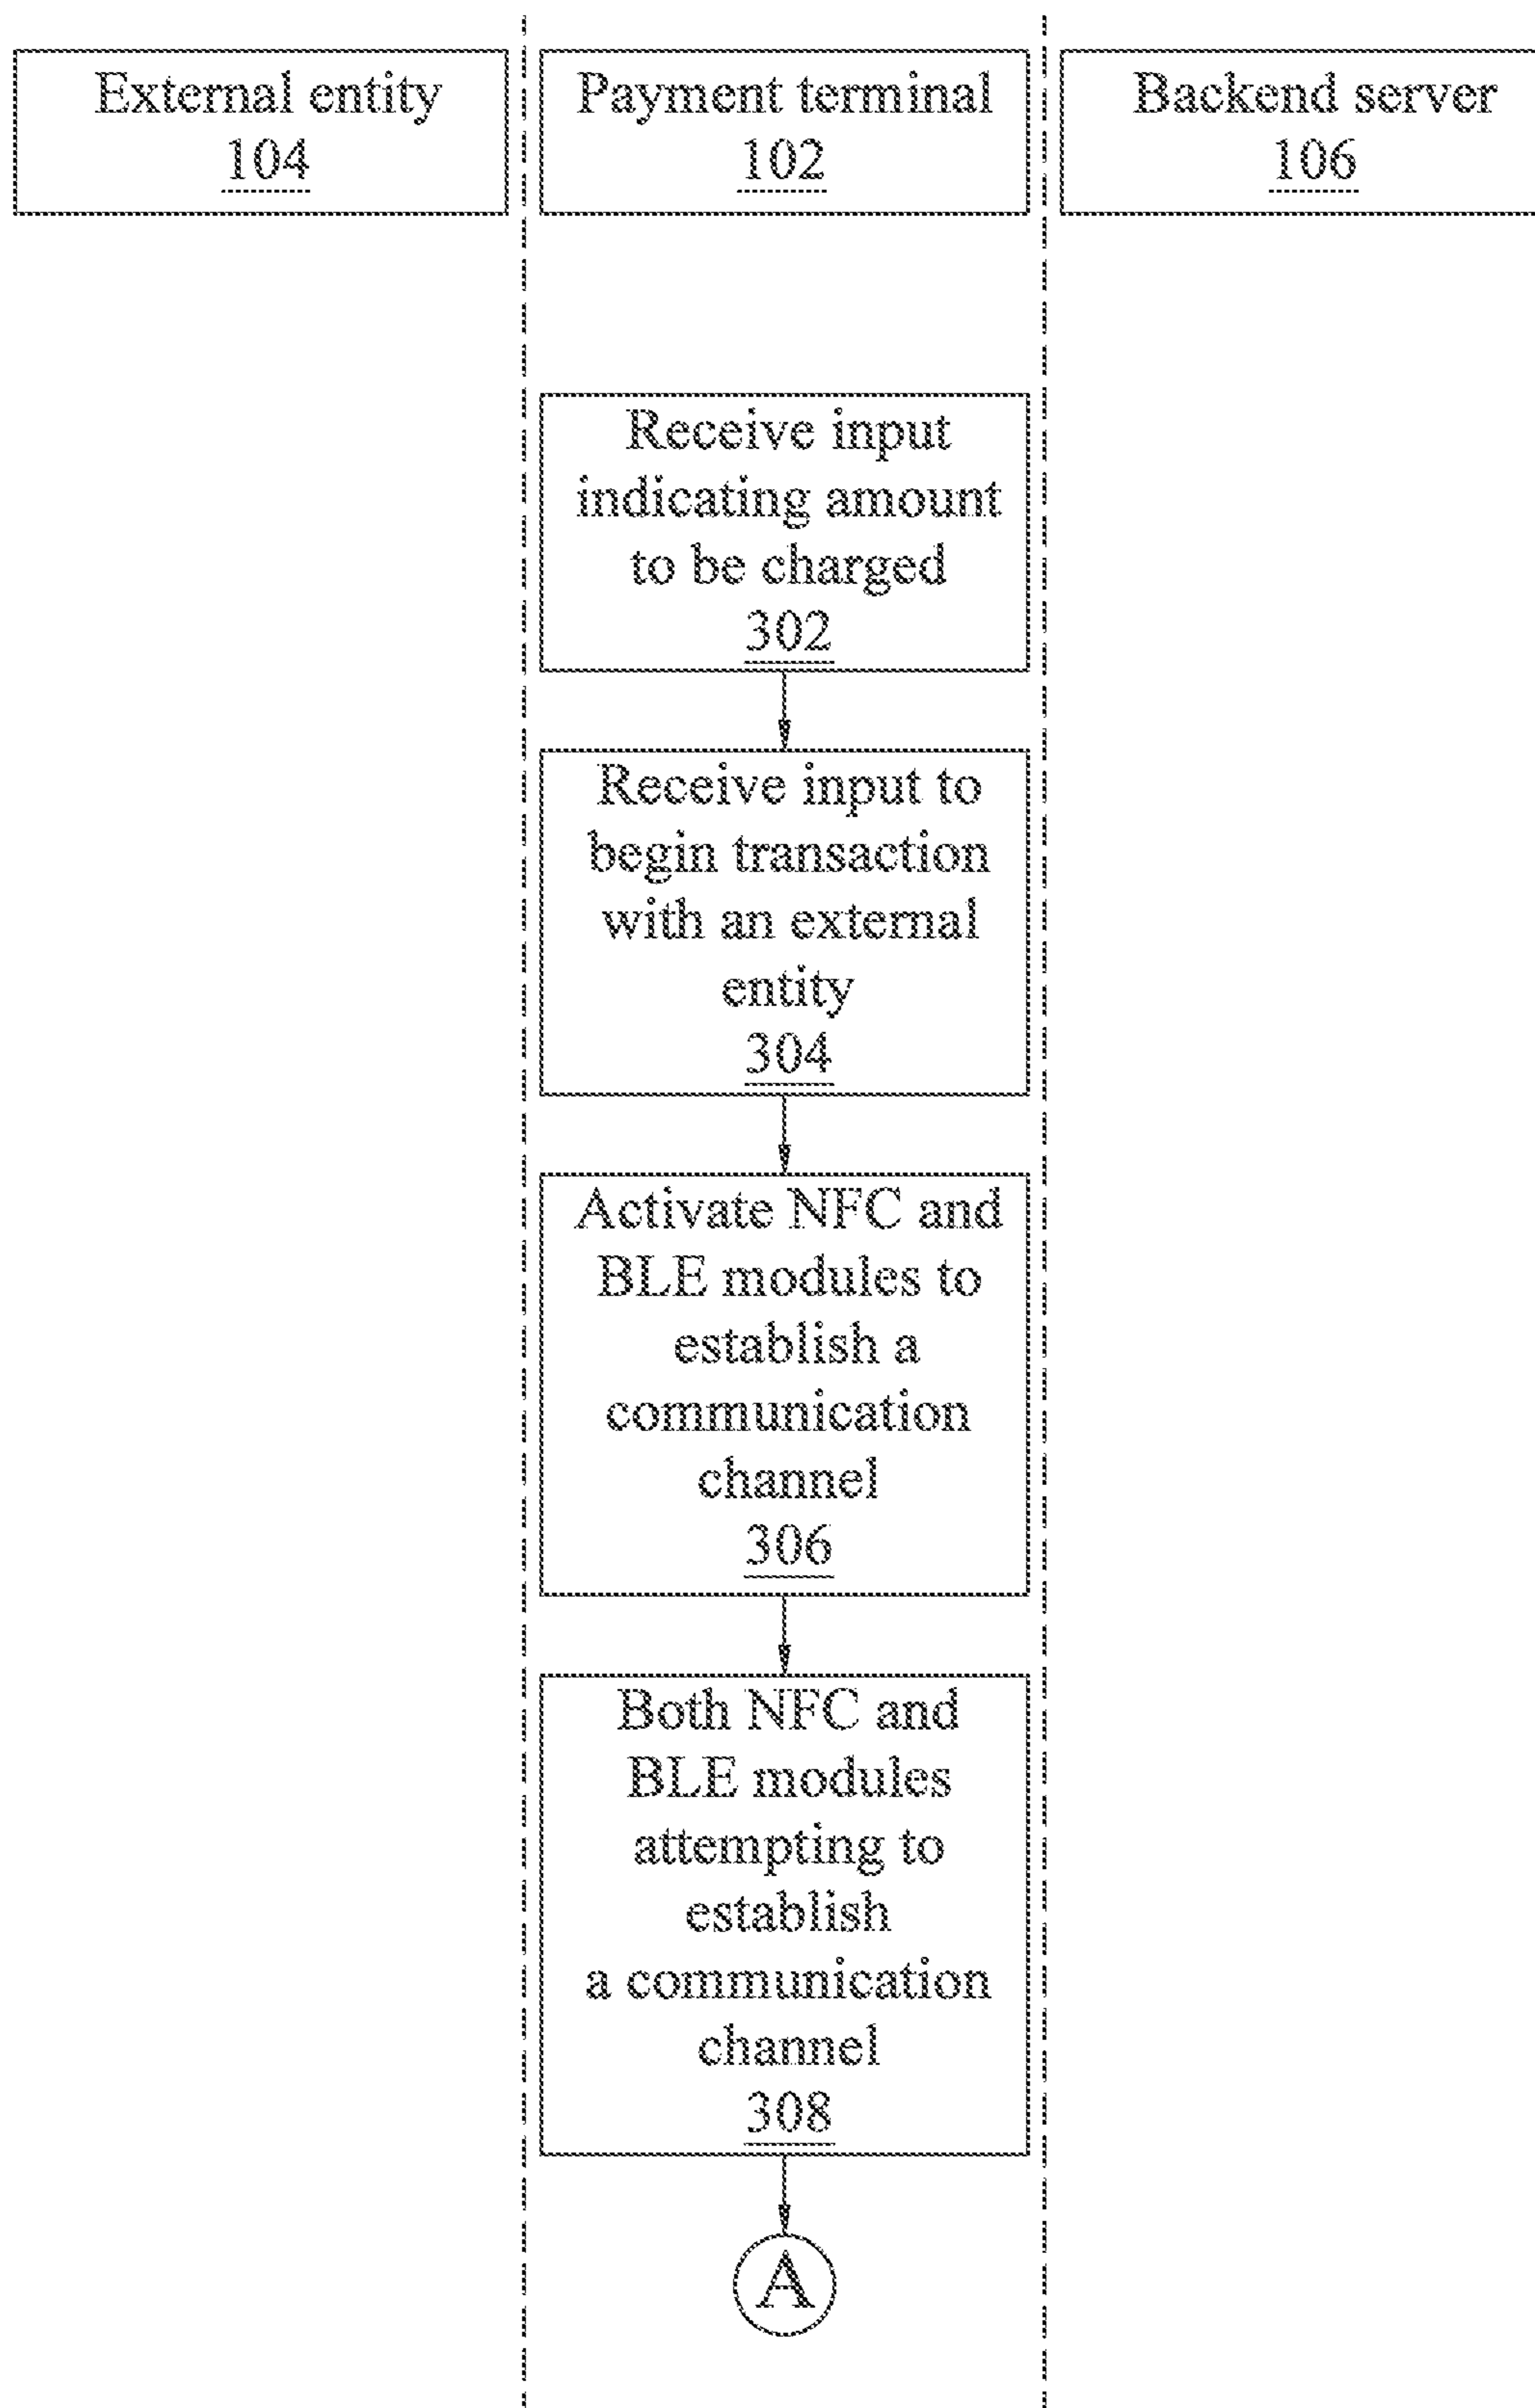 External entity
104
Payment terminal
102
Backend server
106
Receive input
indicating amount
to be charged
302
Receive input to
begin transaction
with an external
entity
304
Activate NFC and
BLE modules to
establish a
communication
channel
306
Both NFC and
BLE modules
attempting to
establish
a communication
channel
308
A